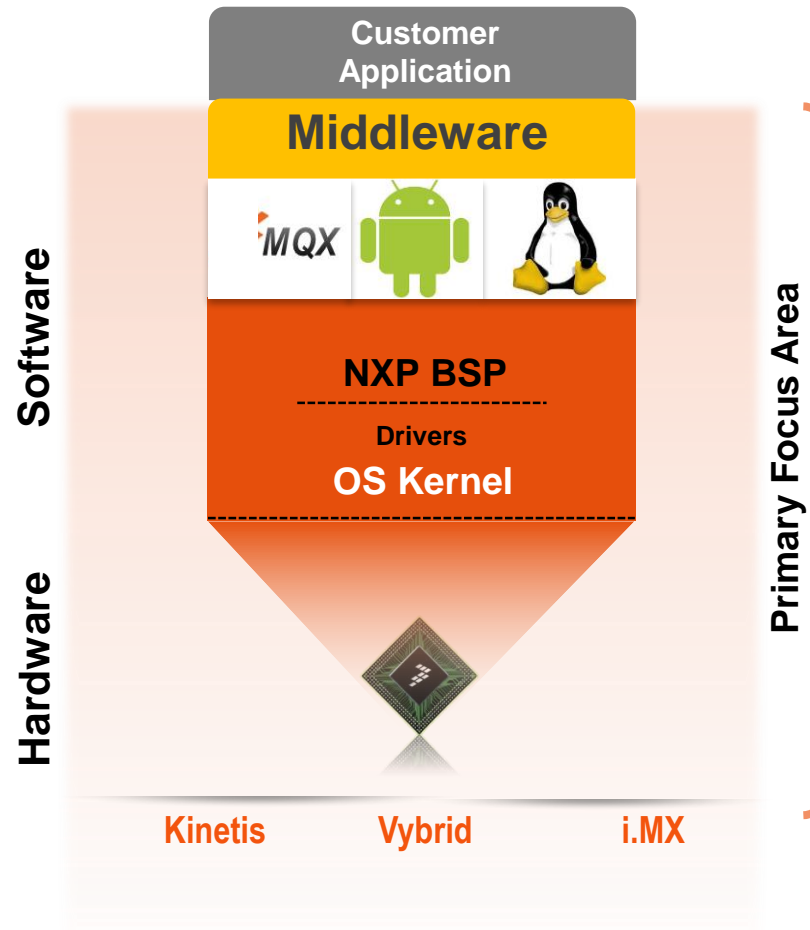 Customer
Application
Middleware
MQX
NXP BSP
Drivers
OS Kernel
Software
Hardware
Primary Focus Area
Kinetis
Vybrid
i.MX